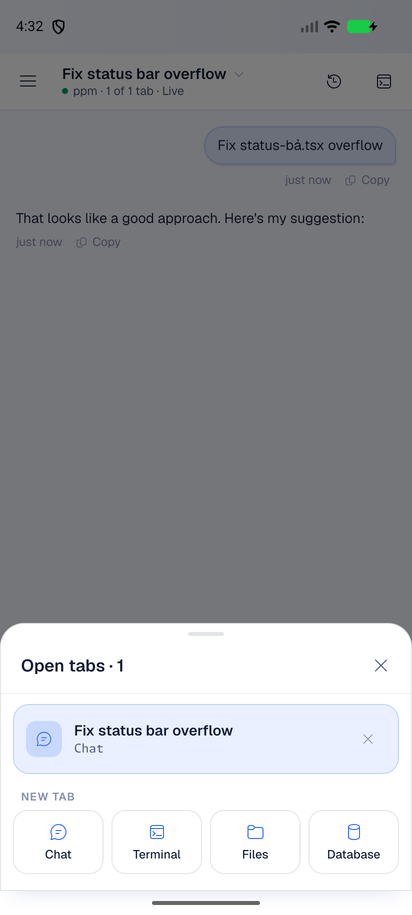 4:32
Fix status bar overflow
ppm · 1 of 1 tab · Live
Fix status-bả.tsx overflow
just now Copy
That looks like a good approach. Here's my suggestion:
just now Copy
Open tabs · 1
Fix status bar overflow
Chat
NEW TAB
Chat Terminal Files Database